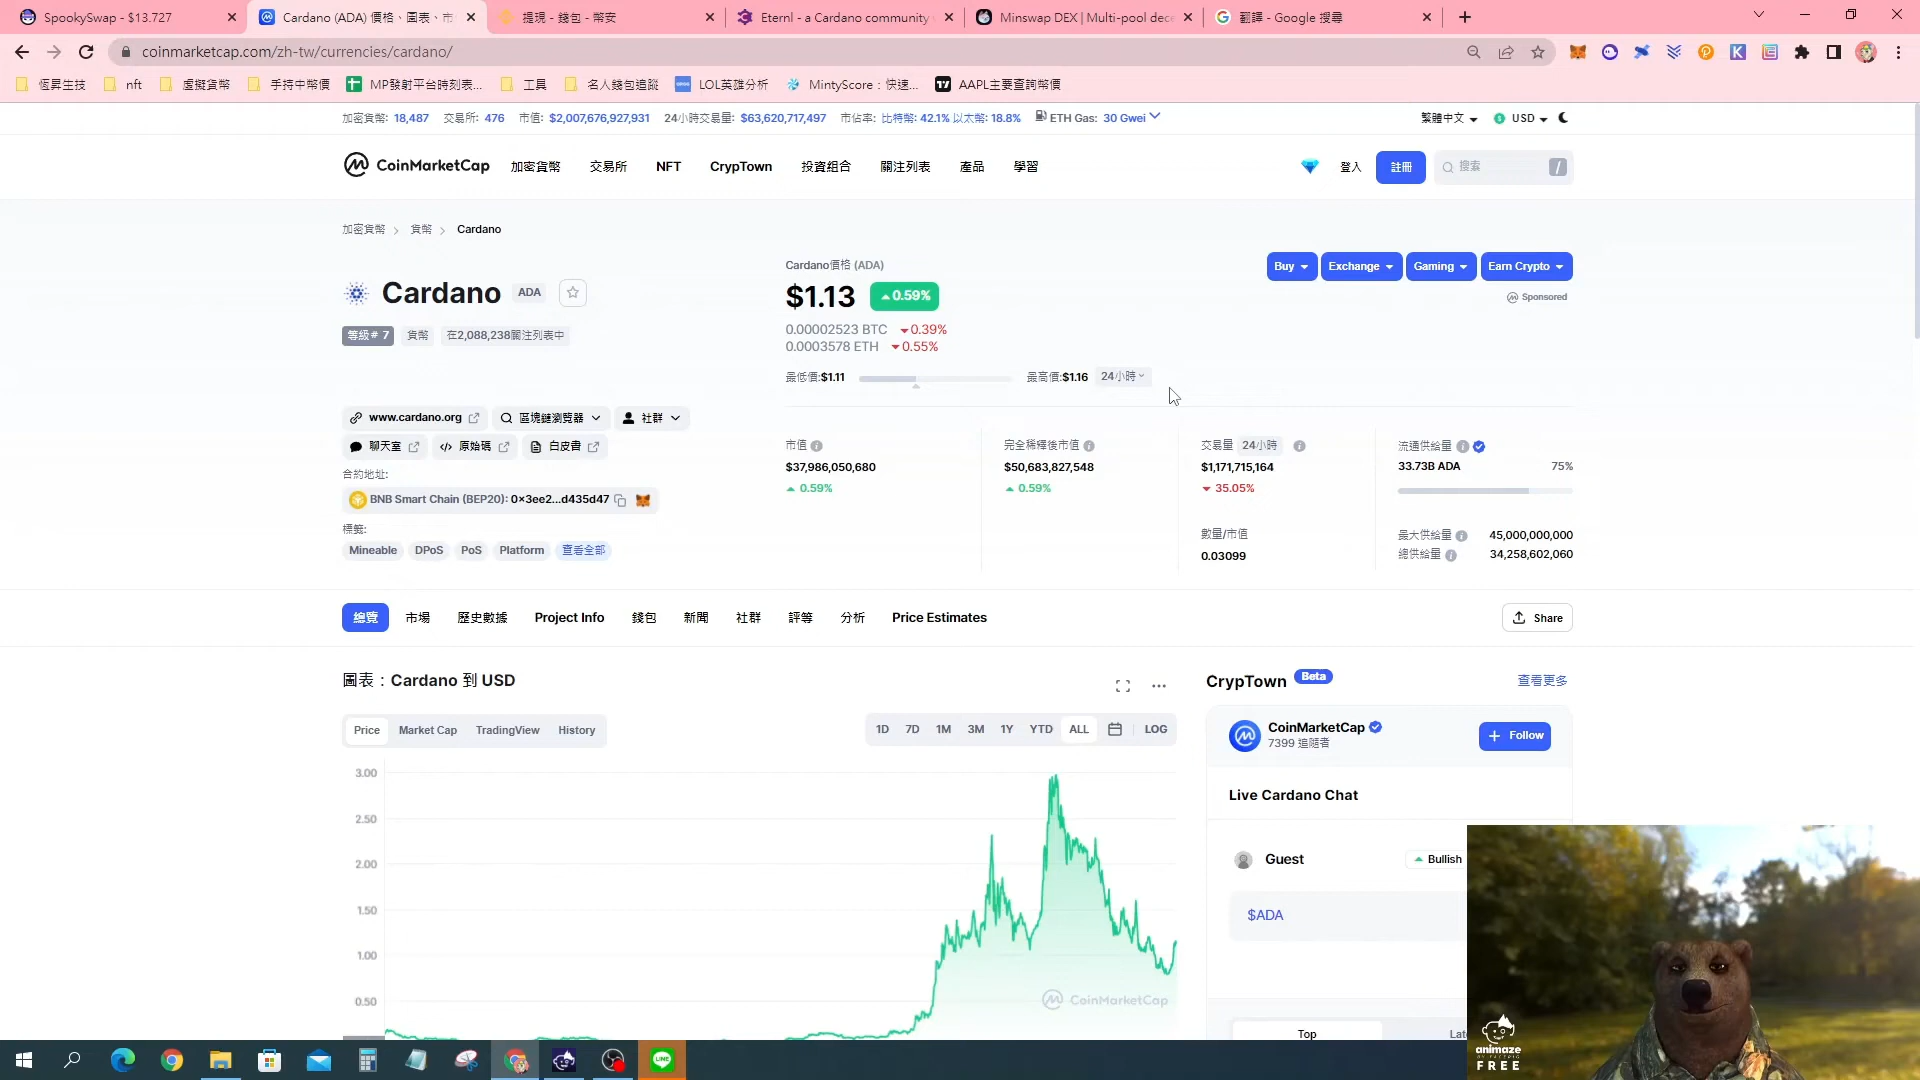 SpookySwap - $13.727
Cardano (ADA) 價格、圖表、市
提現 - 錢包 - 幣安
Eternl - a Cardano community
Minswap DEX | Multi-pool dece
翻譯 - Google 搜尋
coinmarketcap.com/zh-tw/currencies/cardano/
恆昇生技
nft
虛擬貨幣
手持中幣價
MP發射平台時刻表...
工具
名人錢包追蹤
LOL英雄分析
MintyScore：快速...
AAPL主要查詢幣價
加密貨幣: 18,487 交易所: 476 市值: $2,007,676,927,931 24小時交易量: $63,620,717,497 市佔率: 比特幣: 42.1% 以太幣: 18.8% ETH Gas: 30 Gwei
繁體中文 USD
CoinMarketCap 加密貨幣 交易所 NFT CrypTown 投資組合 關注列表 產品 學習
登入 註冊 搜索 /
加密貨幣 貨幣 Cardano
Cardano ADA
等級# 7 貨幣 在2,088,238關注列表中
Cardano價格 (ADA)
$1.13 0.59%
0.00002523 BTC 0.39%
0.0003578 ETH 0.55%
最低價:$1.11 最高價:$1.16 24小時
Buy Exchange Gaming Earn Crypto
Sponsored
www.cardano.org 區塊鏈瀏覽器 社群
聊天室 原始碼 白皮書
合約地址:
BNB Smart Chain (BEP20): 0x3ee2...d435d47
標籤:
Mineable DPoS PoS Platform 查看全部
市值
$37,986,050,680
0.59%
完全稀釋後市值
$50,683,827,548
0.59%
交易量 24小時
$1,171,715,164
35.05%
數量/市值
0.03099
流通供給量
33.73B ADA 75%
最大供給量 45,000,000,000
總供給量 34,258,602,060
總覽 市場 歷史數據 Project Info 錢包 新聞 社群 評等 分析 Price Estimates
Share
圖表：Cardano 到 USD
Price Market Cap TradingView History
1D 7D 1M 3M 1Y YTD ALL LOG
3.00
2.50
2.00
1.50
1.00
0.50
CoinMarketCap
CrypTown Beta 查看更多
CoinMarketCap
7399 追隨者
Follow
Live Cardano Chat
Guest Bullish
$ADA
Top
animaze
FREE
LINE